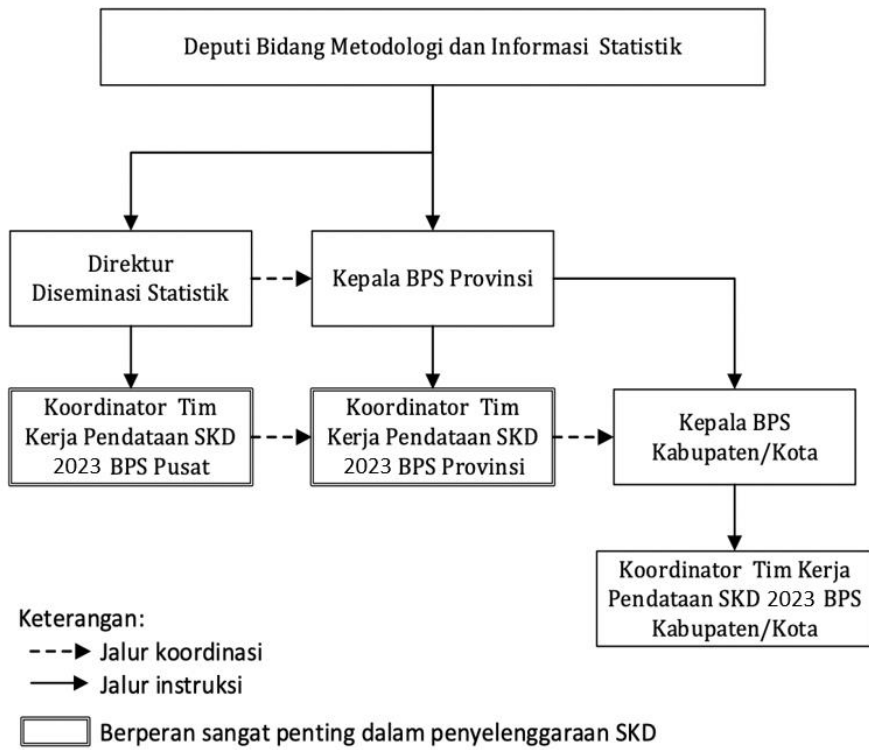 Deputi Bidang Metodologi dan Informasi Statistik
Direktur
Diseminasi Statistik
Kepala BPS Provinsi
Koordinator Tim
Kerja Pendataan SKD
2023 BPS Pusat
Koordinator Tim
Kerja Pendataan SKD
2023 BPS Provinsi
Kepala BPS
Kabupaten/Kota
Koordinator Tim Kerja
Pendataan SKD 2023 BPS
Kabupaten/Kota
Keterangan:
Jalur koordinasi
Jalur instruksi
Berperan sangat penting dalam penyelenggaraan SKD